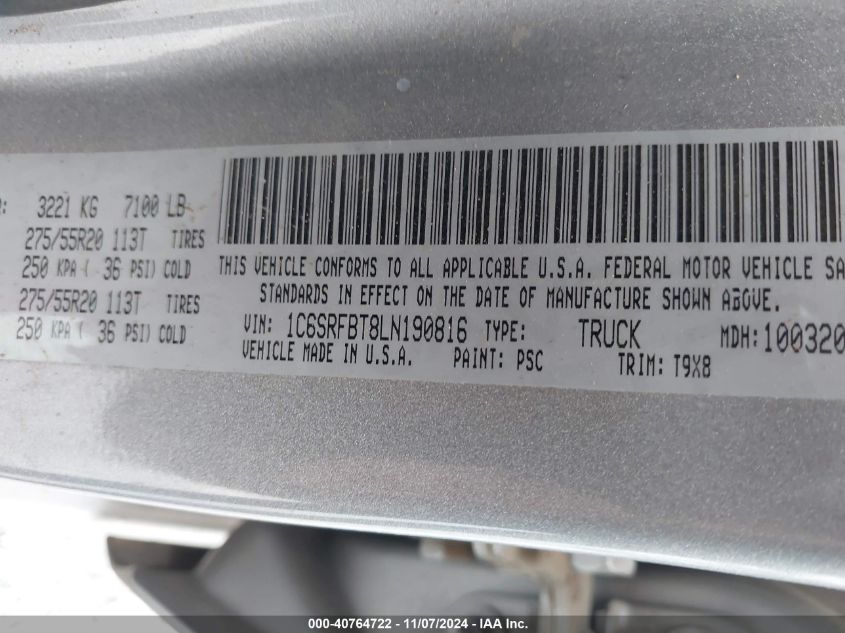 3221 KG 7100 LB
275/55R20 113T TIRES
250 KPA ( 36 PSI) COLD
275/55R20 113T TIRES
250 KPA ( 36 PSI) COLD
THIS VEHICLE CONFORMS TO ALL APPLICABLE U.S.A. FEDERAL MOTOR VEHICLE SA
STANDARDS IN EFFECT ON THE DATE OF MANUFACTURE SHOWN ABOVE.
VIN: 1C6SRFBT8LN190816 TYPE: TRUCK MDH: 100320
VEHICLE MADE IN U.S.A. PAINT: PSC TRIM: T9X8
000-40764722 — 11/07/2024 — IAA Inc.